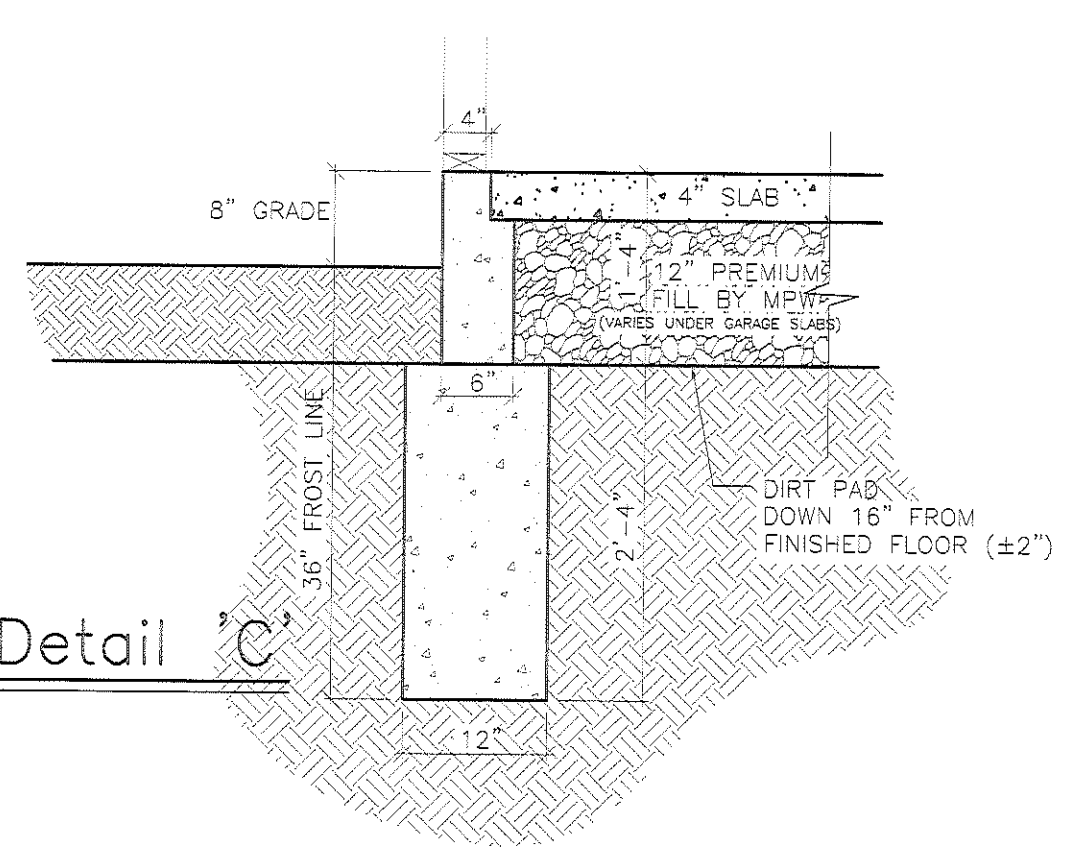 4"
8" GRADE
4" SLAB
1'-4"
12" PREMIUM
FILL BY MPW
(VARIES UNDER GARAGE SLABS)
6"
36" FROST LINE
2'-4"
DIRT PAD
DOWN 16" FROM
FINISHED FLOOR (±2")
Detail 'C'
12"